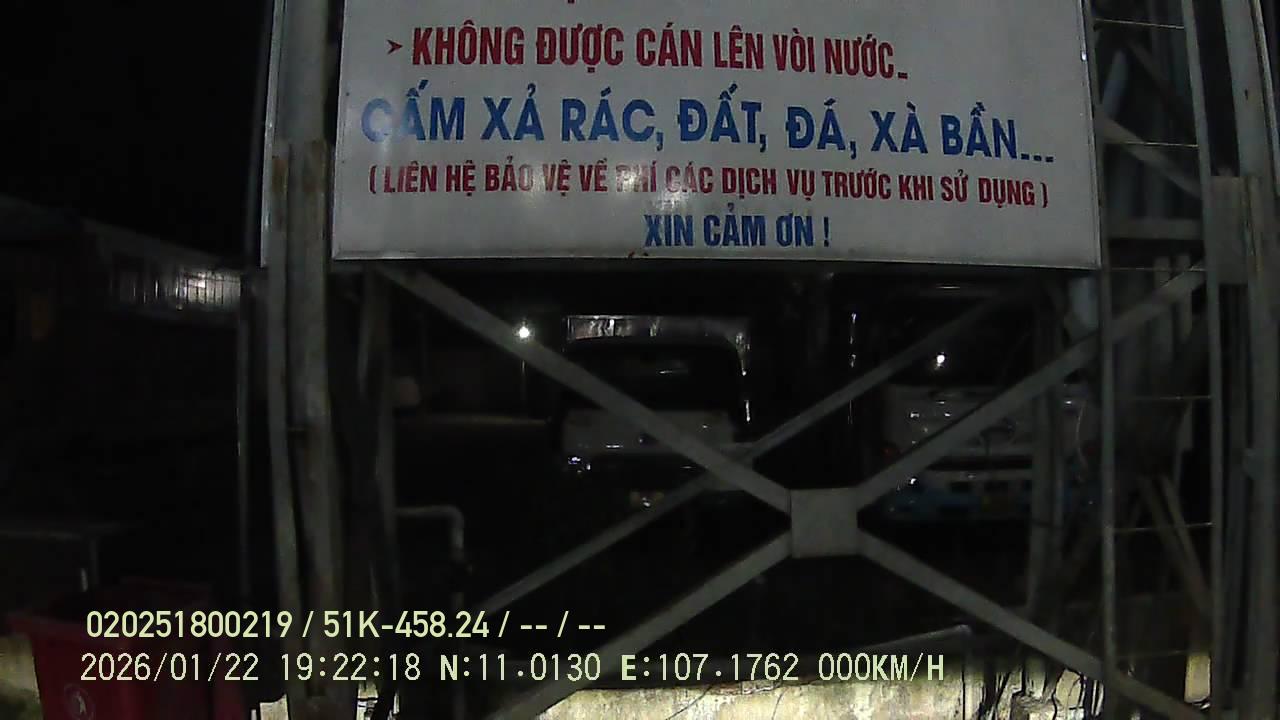 ➢ KHÔNG ĐƯỢC CÁN LÊN VÒI NƯỚC..
CẤM XẢ RÁC, ĐẤT, ĐÁ, XÀ BẦN...
( LIÊN HỆ BẢO VỆ VỀ PHÍ CÁC DỊCH VỤ TRƯỚC KHI SỬ DỤNG )
XIN CẢM ƠN !
020251800219 / 51K-458.24 / -- / --
2026/01/22 19:22:18 N:11.0130 E:107.1762 000KM/H